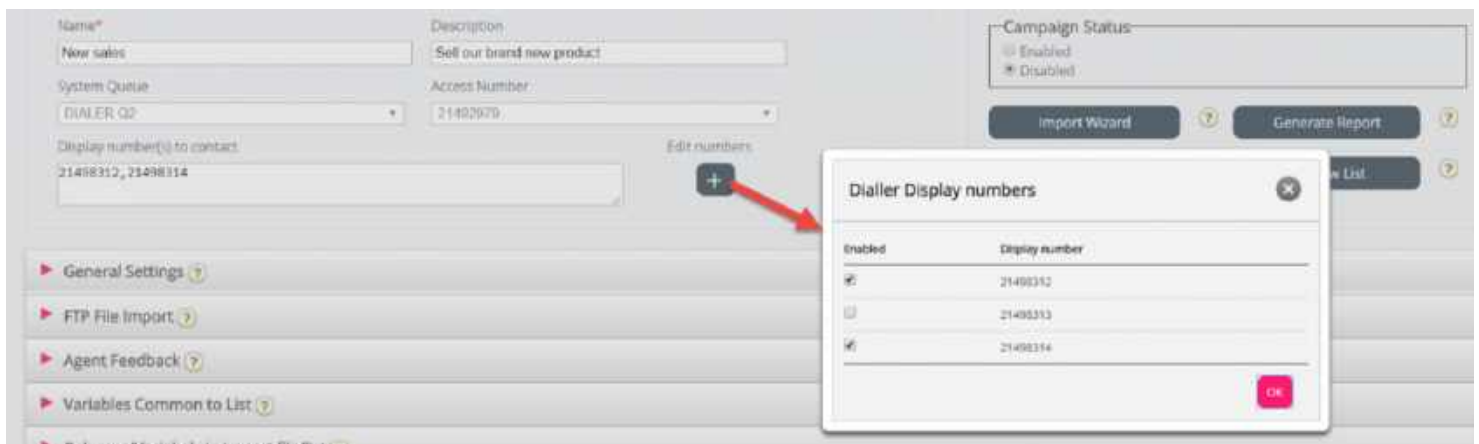 Name*
Description
New sales
Sell our brand new product
System Queue
Access Number
DIALER Q2
21492979
Display number(s) to contact
Edit numbers
21498312,21498314
+
Campaign Status
Enabled
Disabled
Import Wizard
?
Generate Report
?
List
?
Dialler Display numbers
Enabled
Display number
21498312
21498313
21498314
OK
General Settings ?
FTP File Import ?
Agent Feedback ?
Variables Common to List ?